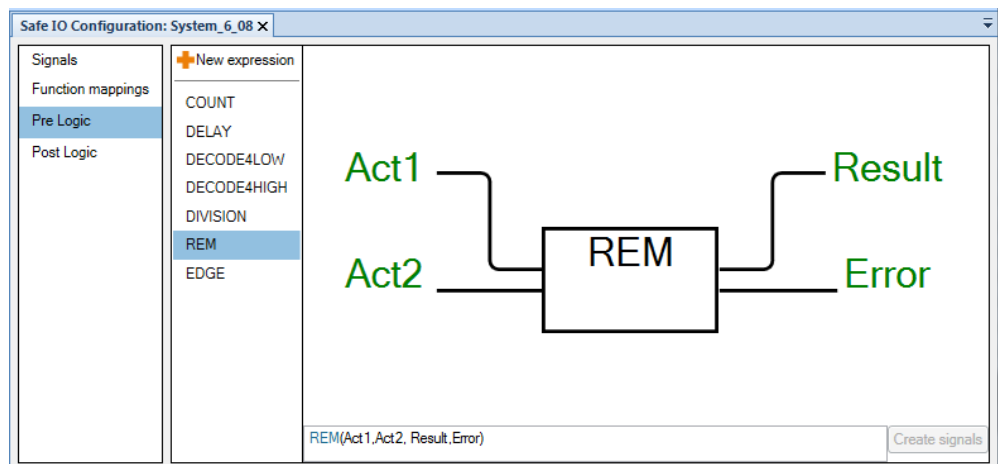 Safe IO Configuration: System_6_08 X
Signals
Function mappings
Pre Logic
Post Logic
New expression
COUNT
DELAY
DECODE4LOW
DECODE4HIGH
DIVISION
REM
EDGE
Act1
Result
REM
Act2
Error
REM(Act1,Act2, Result,Error)
Create signals